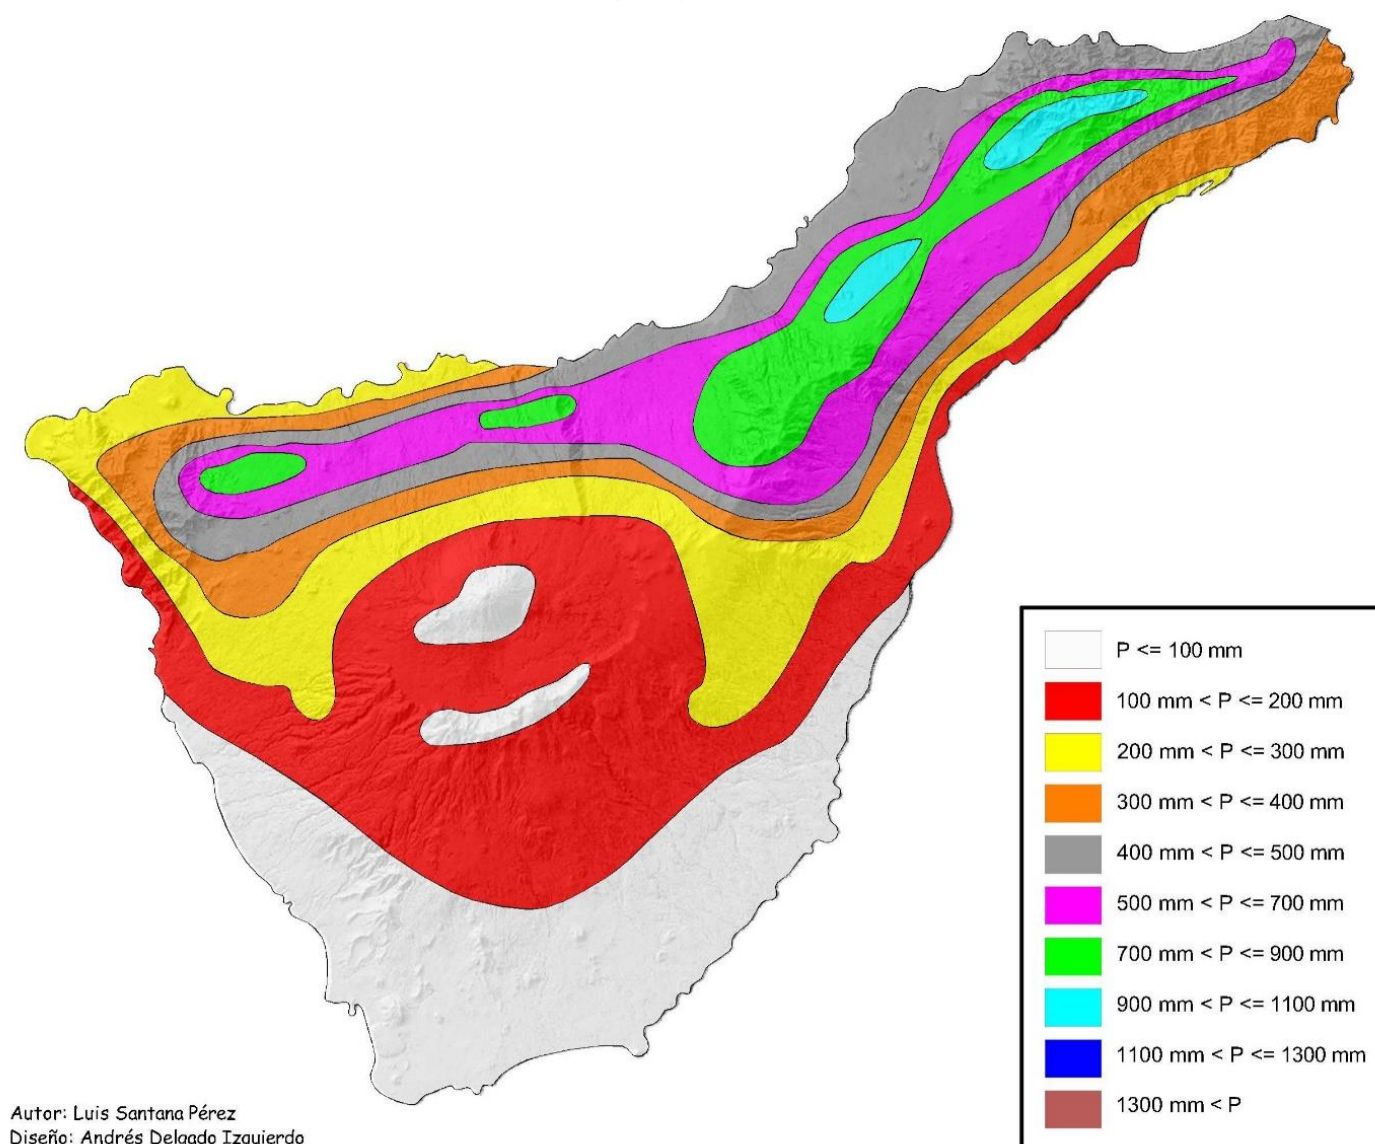 P <= 100 mm
100 mm < P <= 200 mm
200 mm < P <= 300 mm
300 mm < P <= 400 mm
400 mm < P <= 500 mm
500 mm < P <= 700 mm
700 mm < P <= 900 mm
900 mm < P <= 1100 mm
1100 mm < P <= 1300 mm
1300 mm < P
Autor: Luis Santana Pérez
Diseño: Andrés Delgado Izquierdo